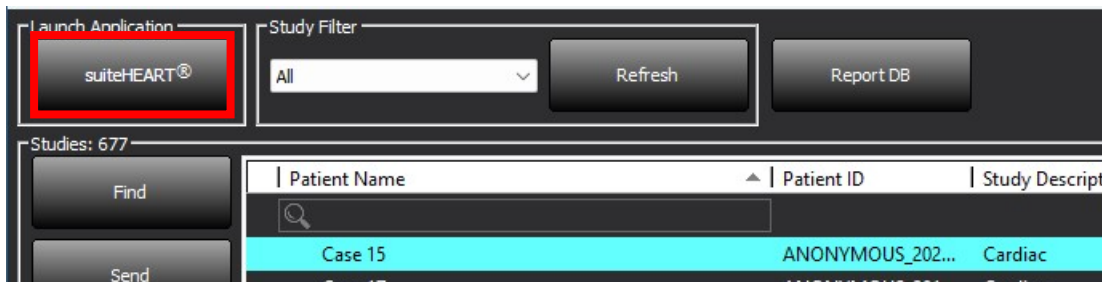 Launch Application
suiteHEART®
Study Filter
All
Refresh
Report DB
Studies: 677
Find
Send
Patient Name
Patient ID
Study Descript
Case 15
ANONYMOUS_202...
Cardiac